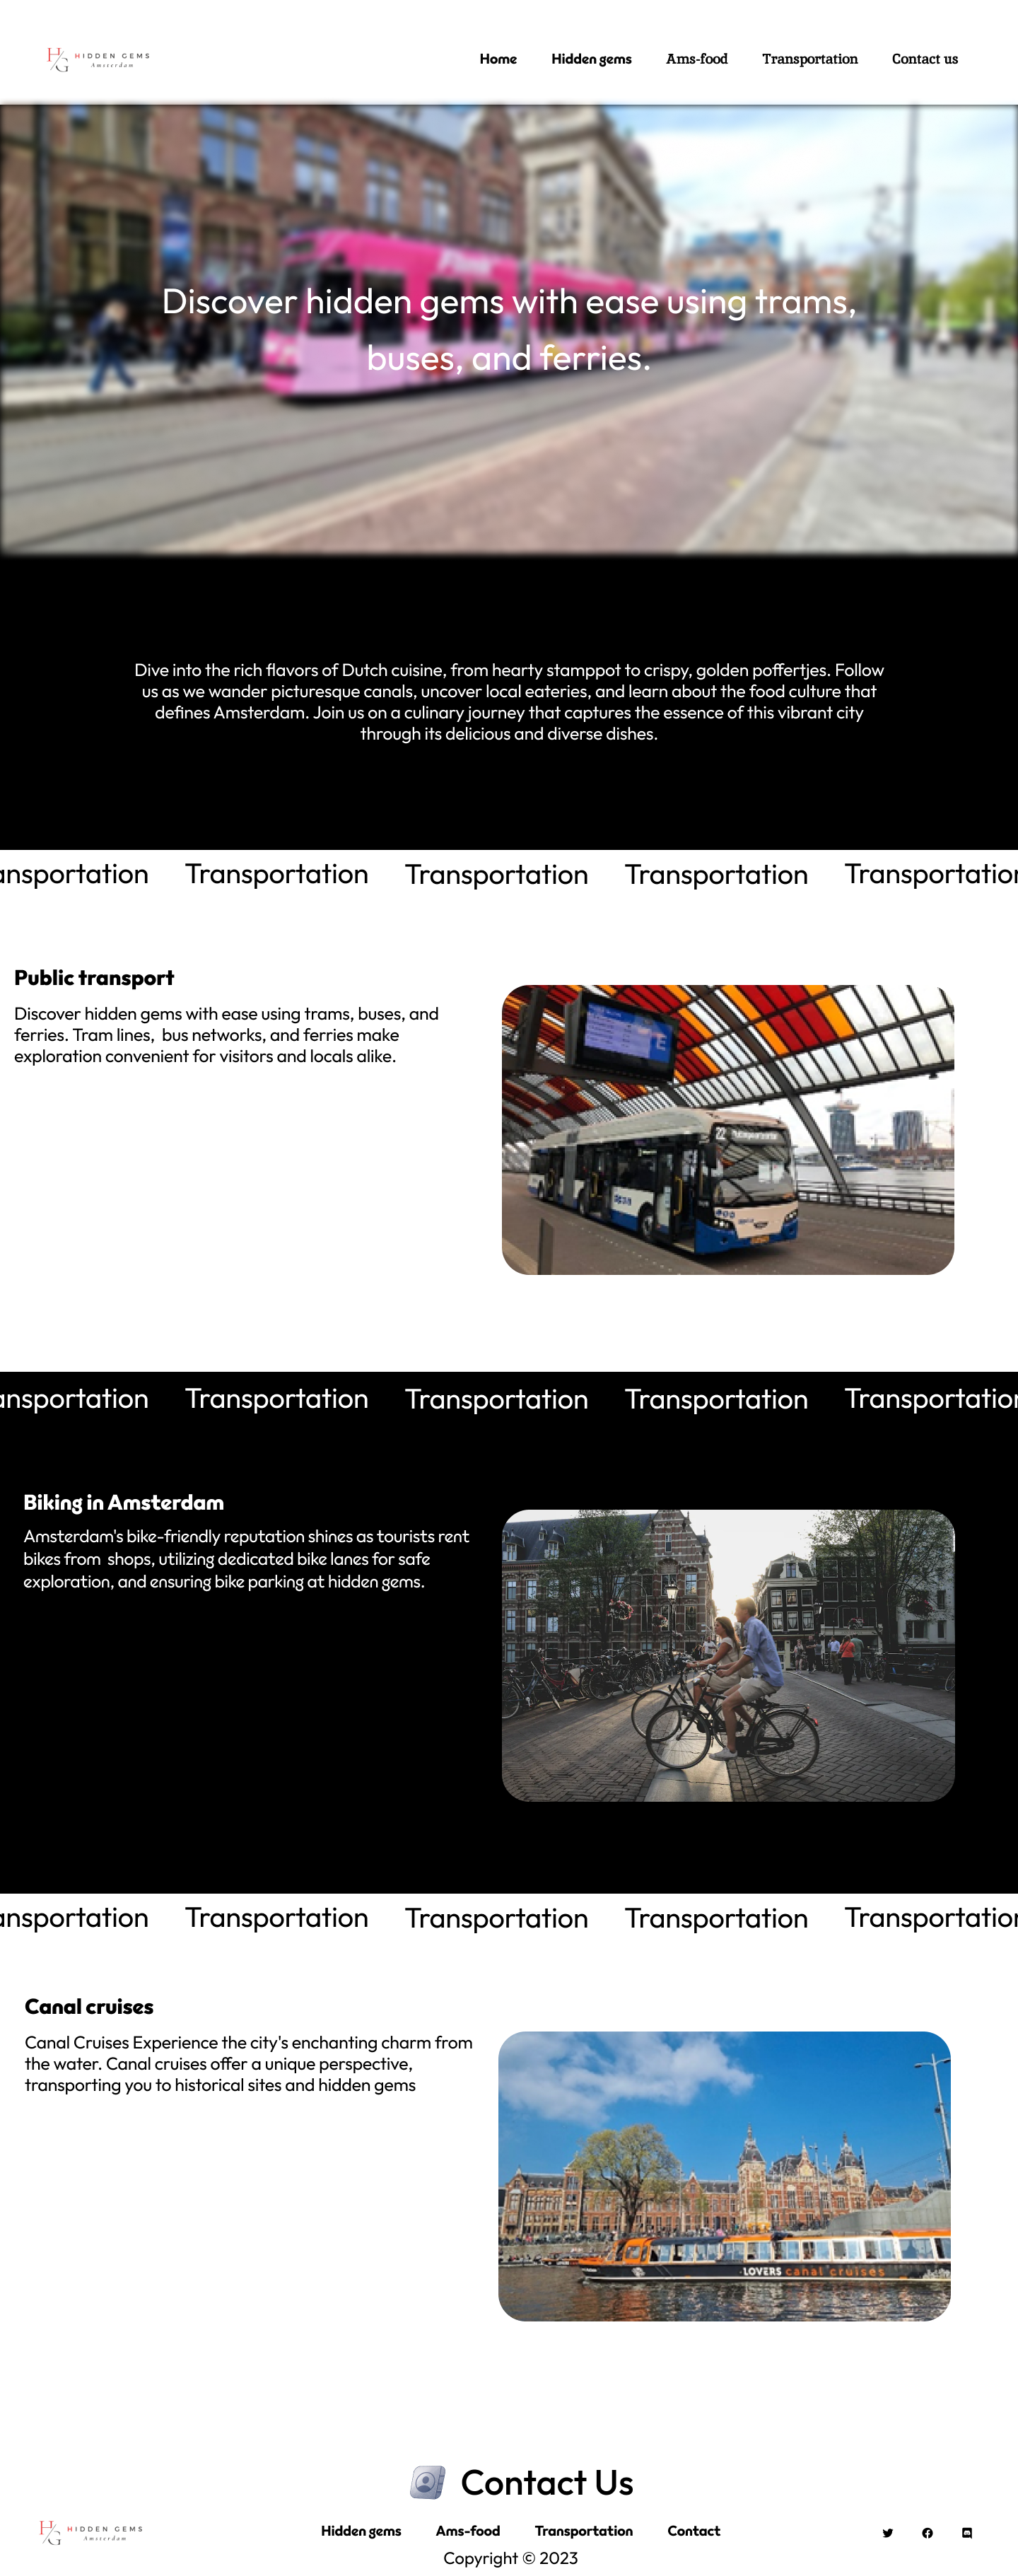 HIDDEN GEMS
Amsterdam
Home Hidden gems Ams-food Transportation Contact us
Discover hidden gems with ease using trams,
buses, and ferries.
Dive into the rich flavors of Dutch cuisine, from hearty stamppot to crispy, golden poffertjes. Follow
us as we wander picturesque canals, uncover local eateries, and learn about the food culture that
defines Amsterdam. Join us on a culinary journey that captures the essence of this vibrant city
through its delicious and diverse dishes.
ansportation Transportation Transportation Transportation Transportation
Public transport
Discover hidden gems with ease using trams, buses, and
ferries. Tram lines,  bus networks, and ferries make
exploration convenient for visitors and locals alike.
E
22
ansportation Transportation Transportation Transportation Transportation
Biking in Amsterdam
Amsterdam's bike-friendly reputation shines as tourists rent
bikes from  shops, utilizing dedicated bike lanes for safe
exploration, and ensuring bike parking at hidden gems.
ansportation Transportation Transportation Transportation Transportation
Canal cruises
Canal Cruises Experience the city's enchanting charm from
the water. Canal cruises offer a unique perspective,
transporting you to historical sites and hidden gems
LOVERS canal cruises
Contact Us
HIDDEN GEMS
Amsterdam
Hidden gems Ams-food Transportation Contact
Copyright © 2023